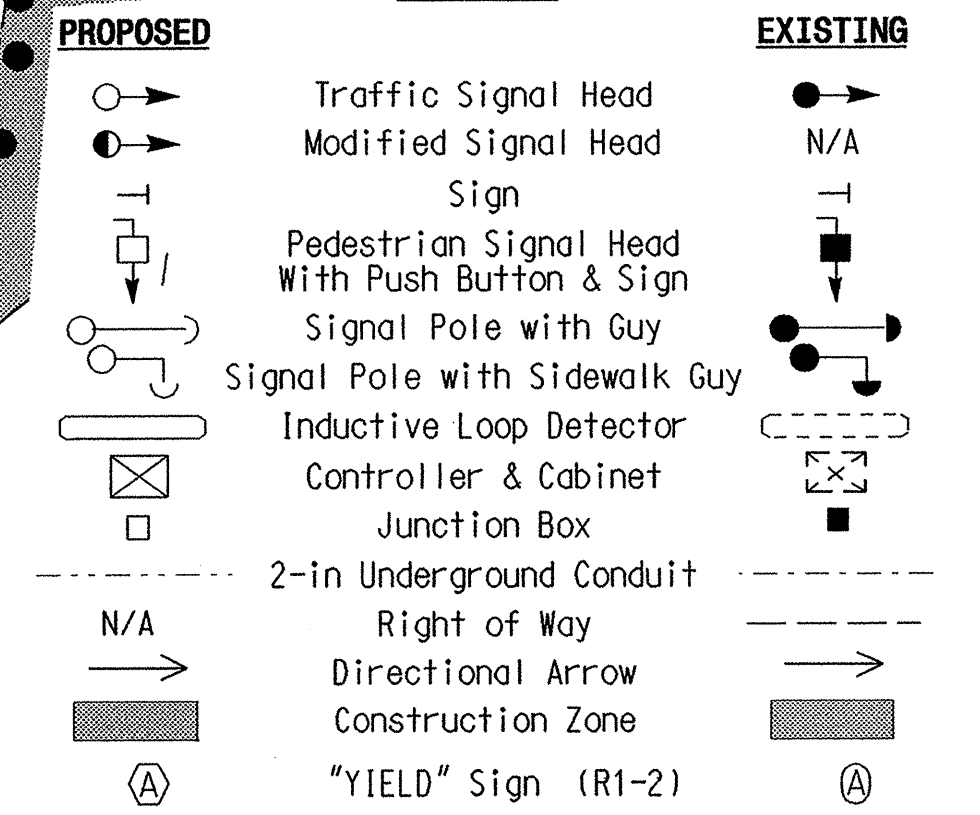 PROPOSED EXISTING
Traffic Signal Head
Modified Signal Head N/A
Sign
Pedestrian Signal Head
With Push Button & Sign
Signal Pole with Guy
Signal Pole with Sidewalk Guy
Inductive Loop Detector
Controller & Cabinet
Junction Box
2-in Underground Conduit
N/A Right of Way
Directional Arrow
Construction Zone
A "YIELD" Sign (R1-2) A